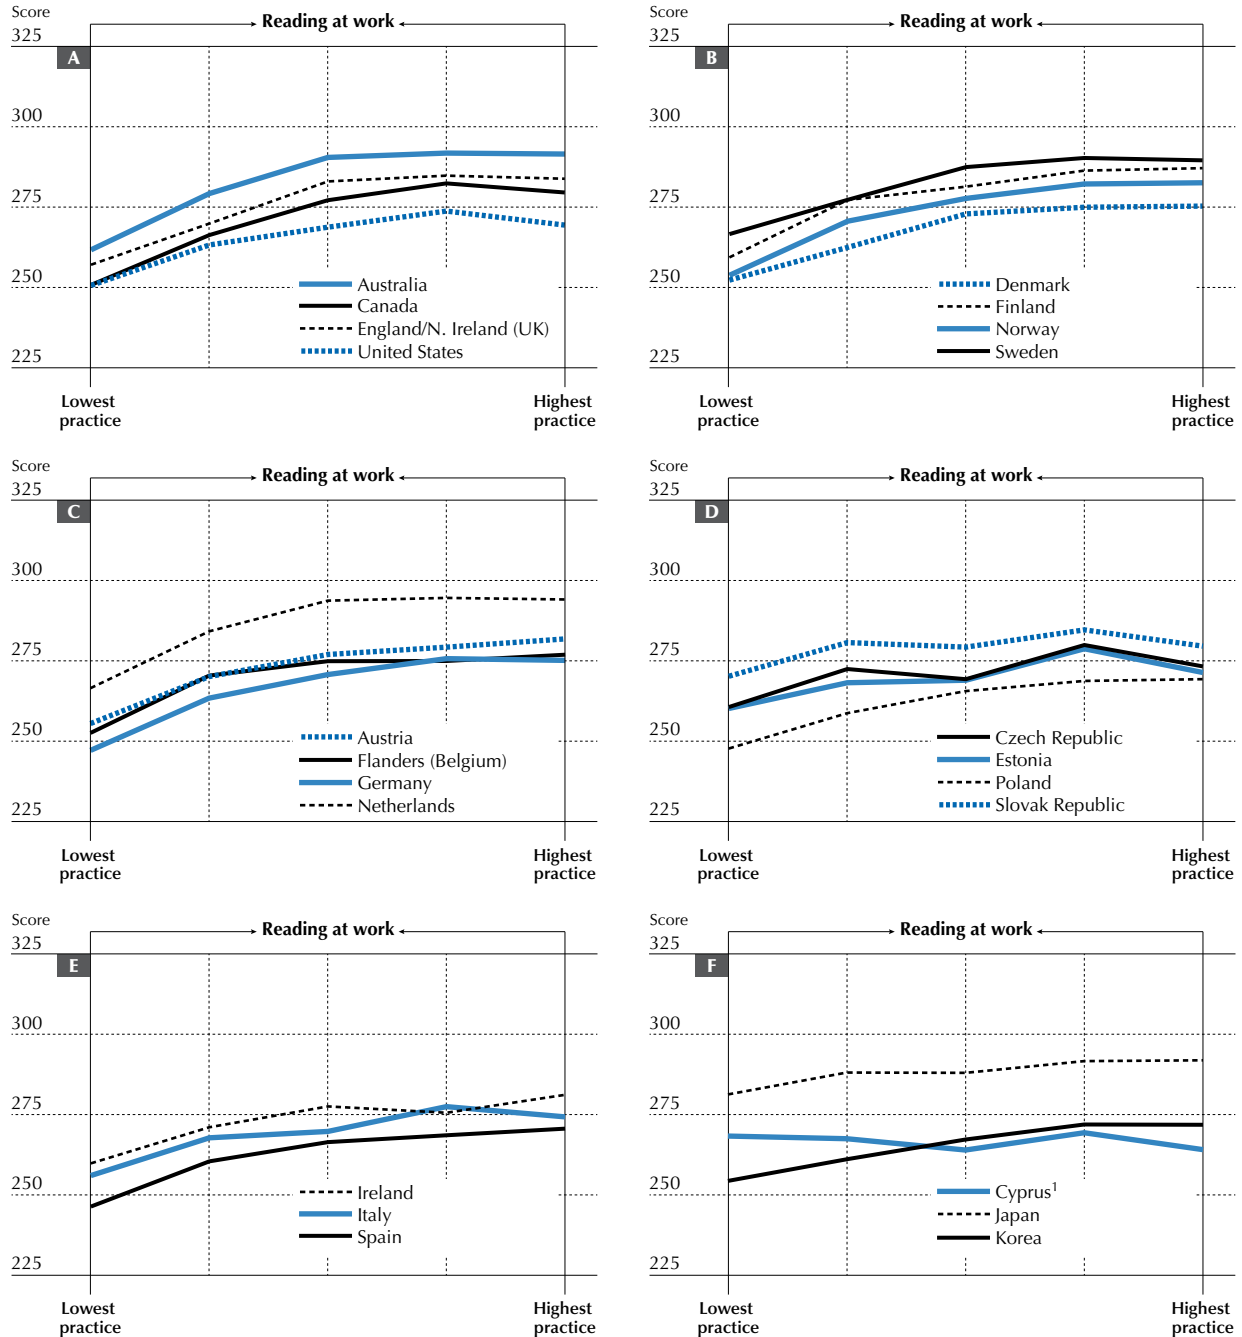 Score
Reading at work
325
A
300
275
250
Australia
Canada
England/N. Ireland (UK)
United States
225
Lowest
practice
Highest
practice
Score
Reading at work
325
B
300
275
250
Denmark
Finland
Norway
Sweden
225
Lowest
practice
Highest
practice
Score
Reading at work
325
C
300
275
250
Austria
Flanders (Belgium)
Germany
Netherlands
225
Lowest
practice
Highest
practice
Score
Reading at work
325
D
300
275
250
Czech Republic
Estonia
Poland
Slovak Republic
225
Lowest
practice
Highest
practice
Score
Reading at work
325
E
300
275
250
Ireland
Italy
Spain
225
Lowest
practice
Highest
practice
Score
Reading at work
325
F
300
275
250
Cyprus¹
Japan
Korea
225
Lowest
practice
Highest
practice